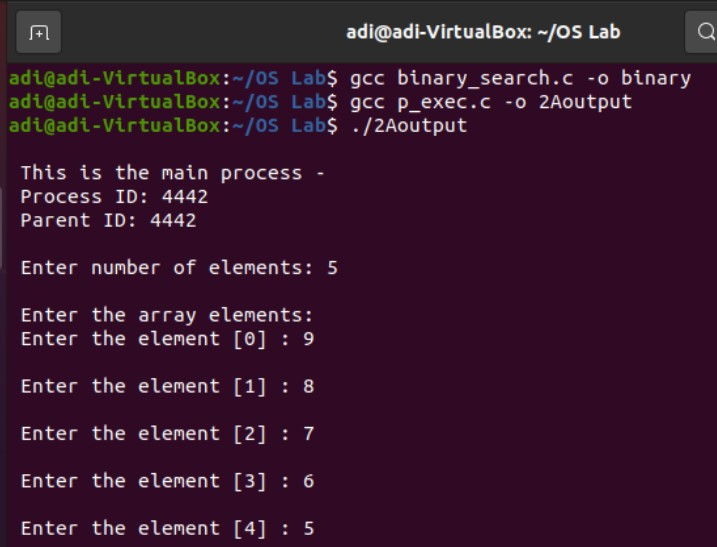 adi@adi-VirtualBox: ~/OS Lab
adi@adi-VirtualBox:~/OS Lab$ gcc binary_search.c -o binary
adi@adi-VirtualBox:~/OS Lab$ gcc p_exec.c -o 2Aoutput
adi@adi-VirtualBox:~/OS Lab$ ./2Aoutput
This is the main process -
Process ID: 4442
Parent ID: 4442
Enter number of elements: 5
Enter the array elements:
Enter the element [0] : 9
Enter the element [1] : 8
Enter the element [2] : 7
Enter the element [3] : 6
Enter the element [4] : 5